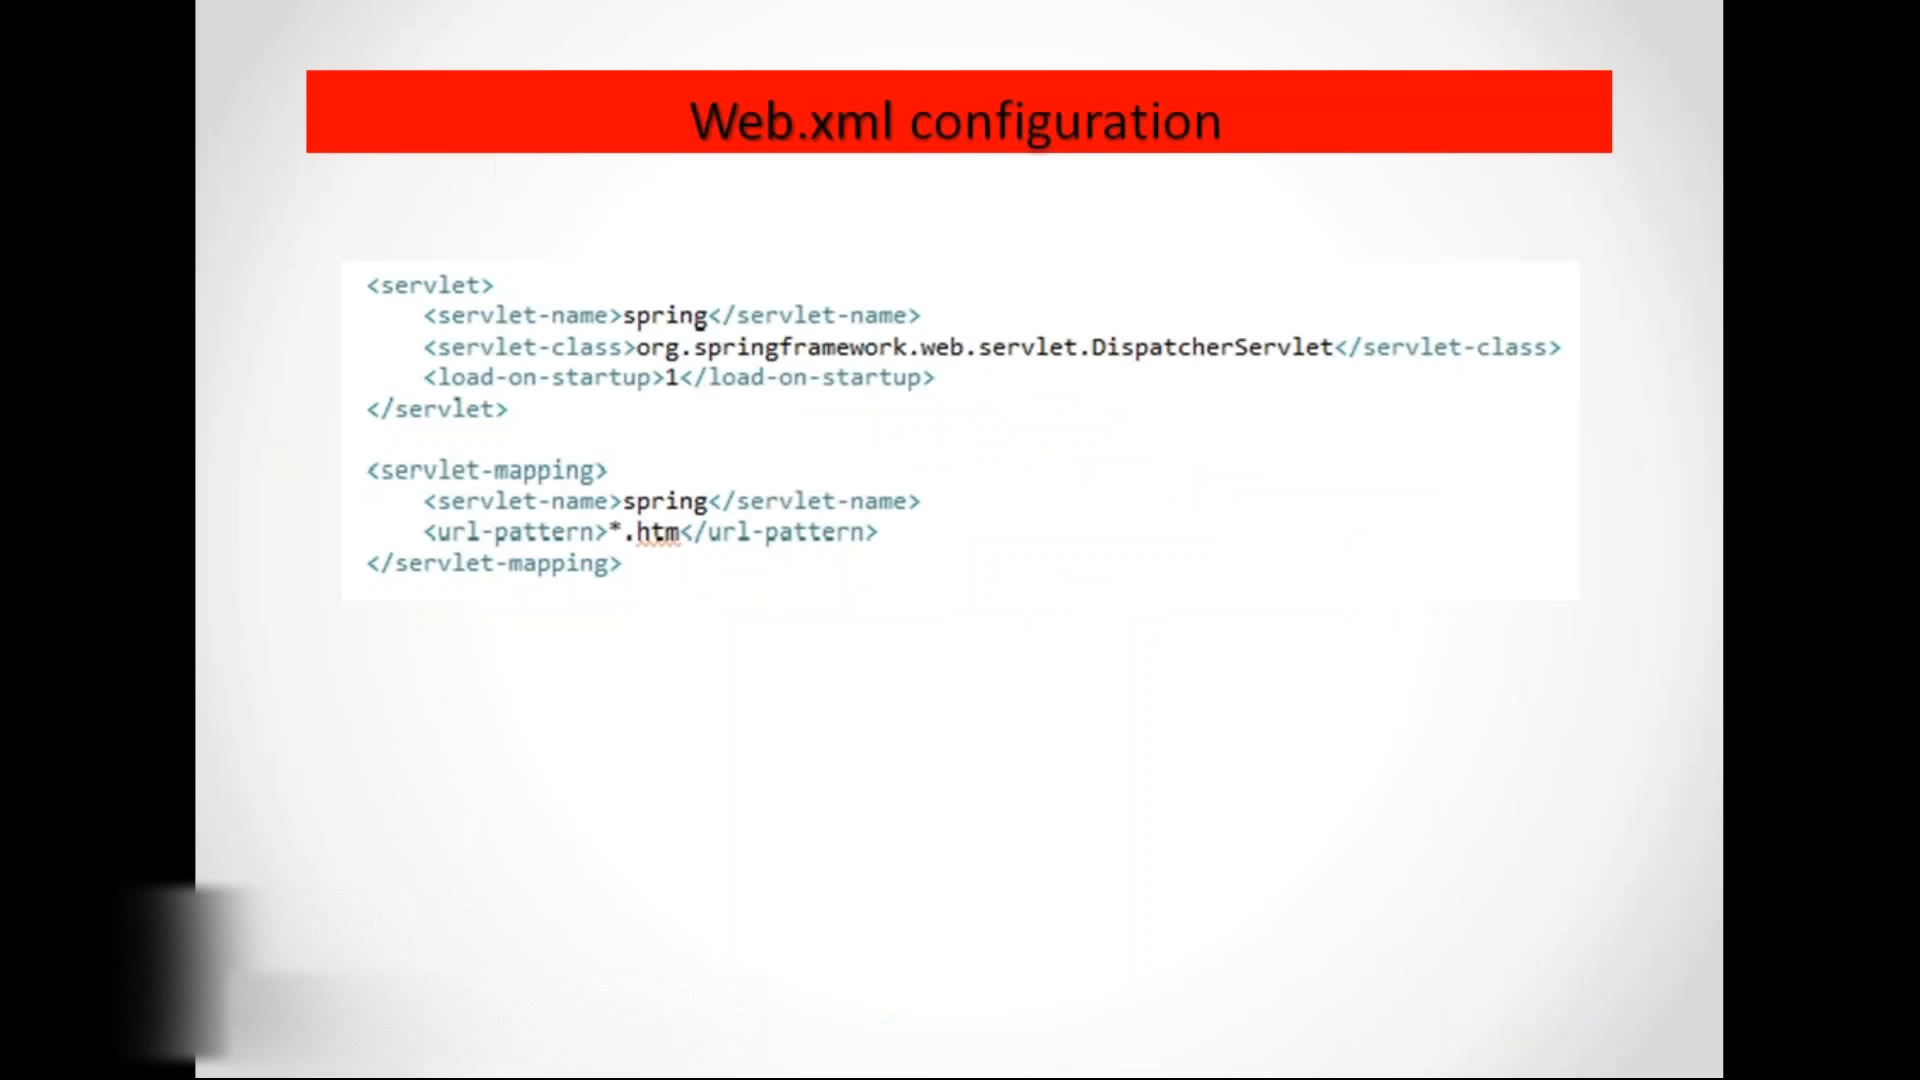 Web.xml configuration
<servlet>
<servlet-name>spring</servlet-name>
<servlet-class>org.springframework.web.servlet.DispatcherServlet</servlet-class>
<load-on-startup>1</load-on-startup>
</servlet>
<servlet-mapping>
<servlet-name>spring</servlet-name>
<url-pattern>*.htm</url-pattern>
</servlet-mapping>